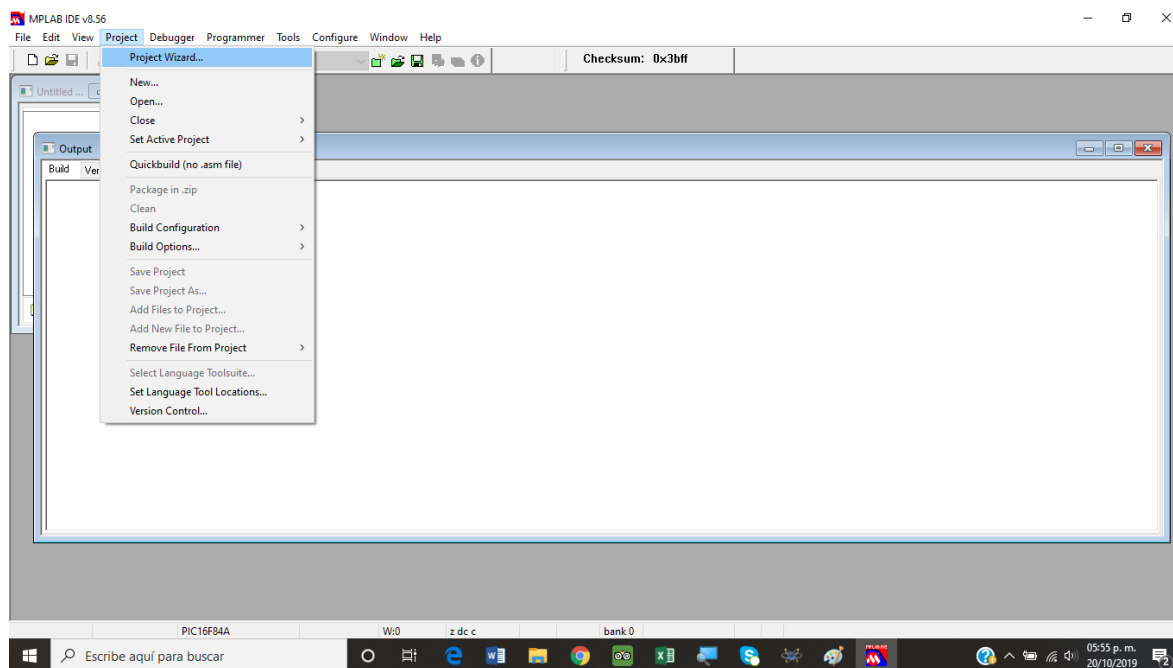 MPLAB IDE v8.56
File Edit View Project Debugger Programmer Tools Configure Window Help
Checksum: 0x3bff
Project Wizard...
New...
Open...
Close
Set Active Project
Quickbuild (no .asm file)
Package in .zip
Clean
Build Configuration
Build Options...
Save Project
Save Project As...
Add Files to Project...
Add New File to Project...
Remove File From Project
Select Language Toolsuite...
Set Language Tool Locations...
Version Control...
Untitled ...
Output
Build Ver
PIC16F84A W:0 z dc c bank 0
Escribe aquí para buscar
05:55 p. m.
20/10/2019